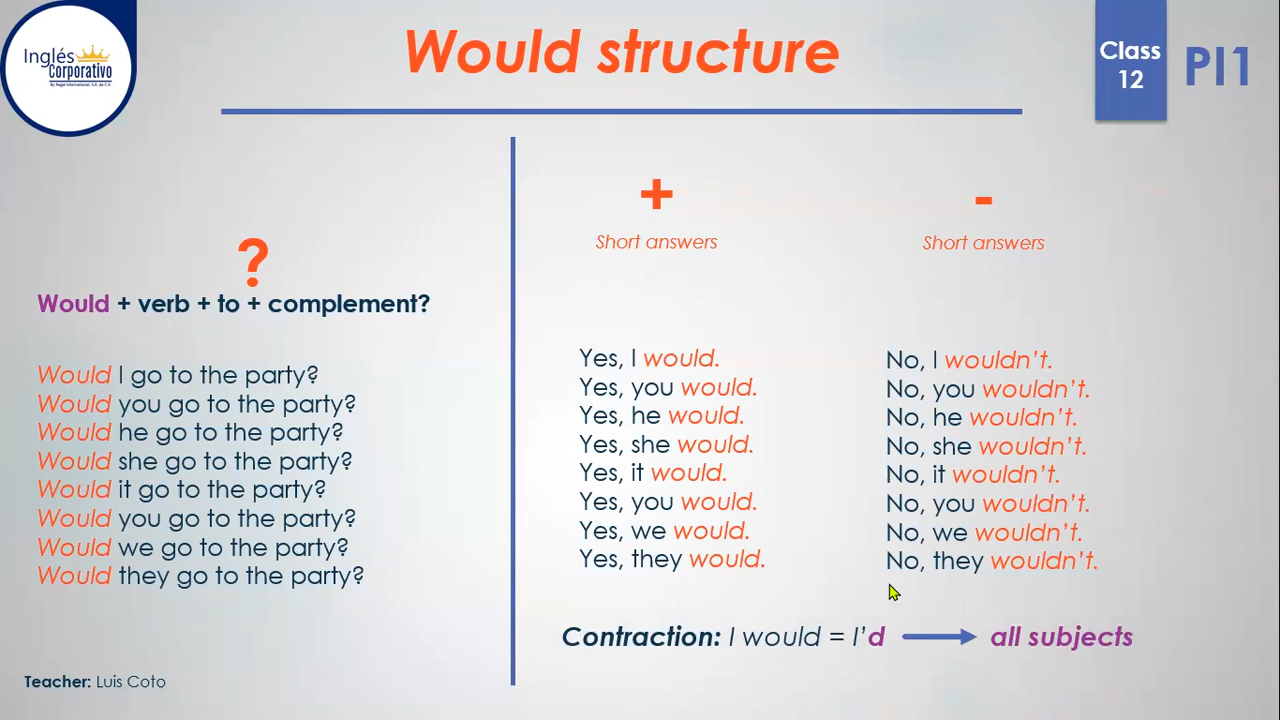 Inglés
Corporativo
By Regal International, S.A. de C.V.
Would structure
Class
12
PI1
?
Would + verb + to + complement?
Would I go to the party?
Would you go to the party?
Would he go to the party?
Would she go to the party?
Would it go to the party?
Would you go to the party?
Would we go to the party?
Would they go to the party?
+
Short answers
Yes, I would.
Yes, you would.
Yes, he would.
Yes, she would.
Yes, it would.
Yes, you would.
Yes, we would.
Yes, they would.
-
Short answers
No, I wouldn't.
No, you wouldn't.
No, he wouldn't.
No, she wouldn't.
No, it wouldn't.
No, you wouldn't.
No, we wouldn't.
No, they wouldn't.
Contraction: I would = I'd all subjects
Teacher: Luis Coto